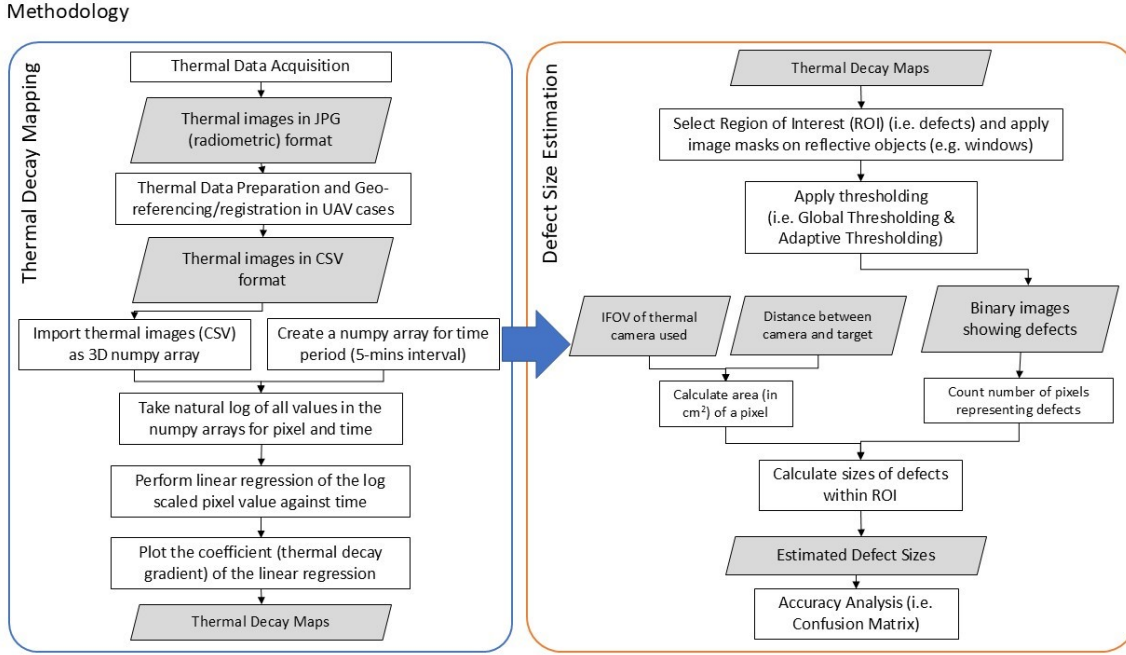 Methodology
Thermal Decay Mapping
Thermal Data Acquisition
Thermal images in JPG
(radiometric) format
Thermal Data Preparation and Geo-
referencing/registration in UAV cases
Thermal images in CSV
format
Import thermal images (CSV)
as 3D numpy array
Create a numpy array for time
period (5-mins interval)
Take natural log of all values in the
numpy arrays for pixel and time
Perform linear regression of the log
scaled pixel value against time
Plot the coefficient (thermal decay
gradient) of the linear regression
Thermal Decay Maps
Defect Size Estimation
Thermal Decay Maps
Select Region of Interest (ROI) (i.e. defects) and apply
image masks on reflective objects (e.g. windows)
Apply thresholding
(i.e. Global Thresholding &
Adaptive Thresholding)
IFOV of thermal
camera used
Distance between
camera and target
Binary images
showing defects
Calculate area (in
cm²) of a pixel
Count number of pixels
representing defects
Calculate sizes of defects
within ROI
Estimated Defect Sizes
Accuracy Analysis (i.e.
Confusion Matrix)